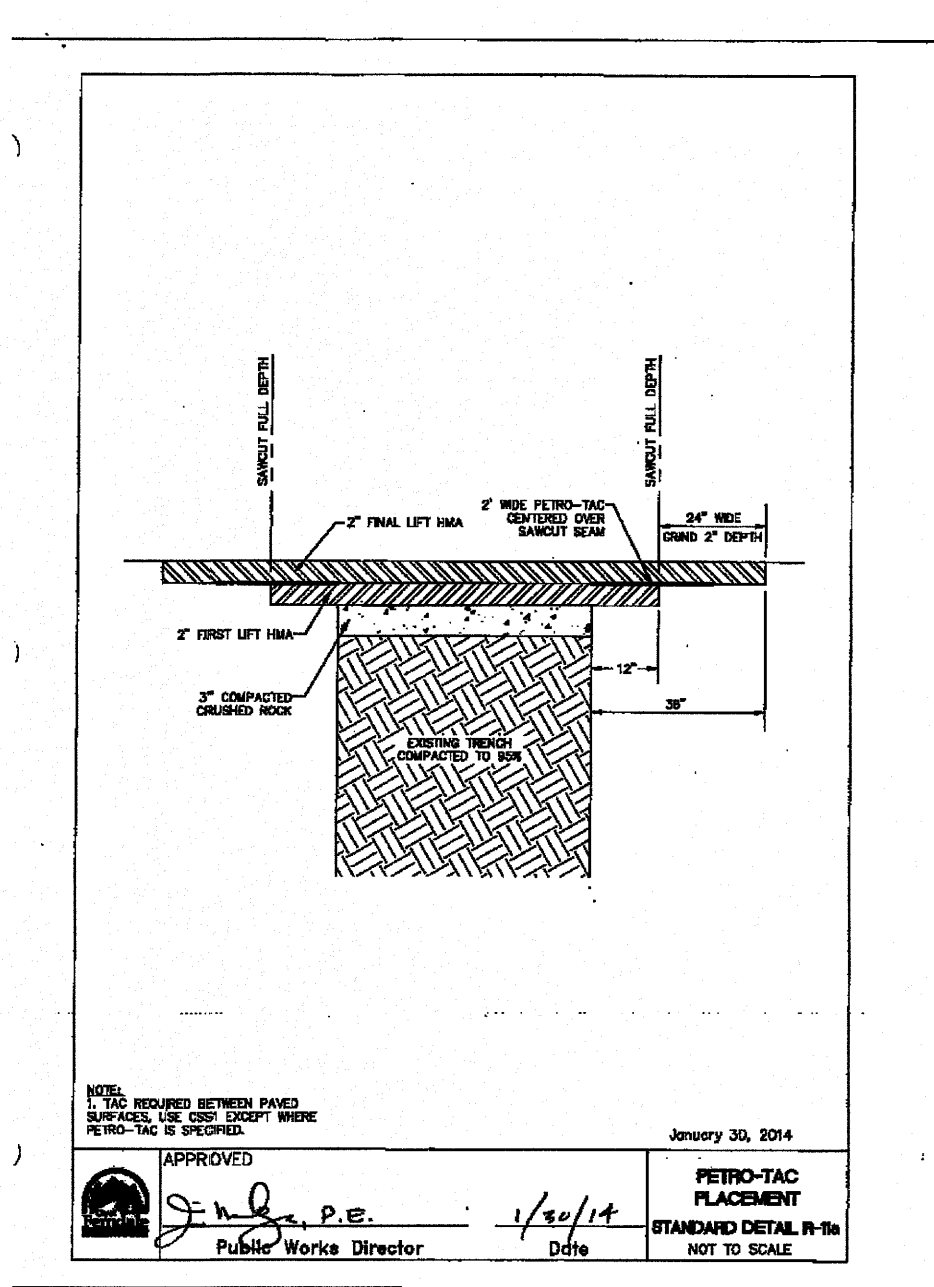 SAWCUT FULL DEPTH
SAWCUT FULL DEPTH
2" FINAL LIFT HMA
2' WIDE PETRO-TAC
CENTERED OVER
SAWCUT SEAM
24" WIDE
GRIND 2" DEPTH
2" FIRST LIFT HMA
12"
3" COMPACTED
CRUSHED ROCK
36"
EXISTING TRENCH
COMPACTED TO 95%
NOTE:
1. TAC REQUIRED BETWEEN PAVED
SURFACES, USE CSS1 EXCEPT WHERE
PETRO-TAC IS SPECIFIED.
January 30, 2014
APPROVED
P.E.
1/30/14
Public Works Director
Date
Ferndale
PETRO-TAC
PLACEMENT
STANDARD DETAIL R-11a
NOT TO SCALE